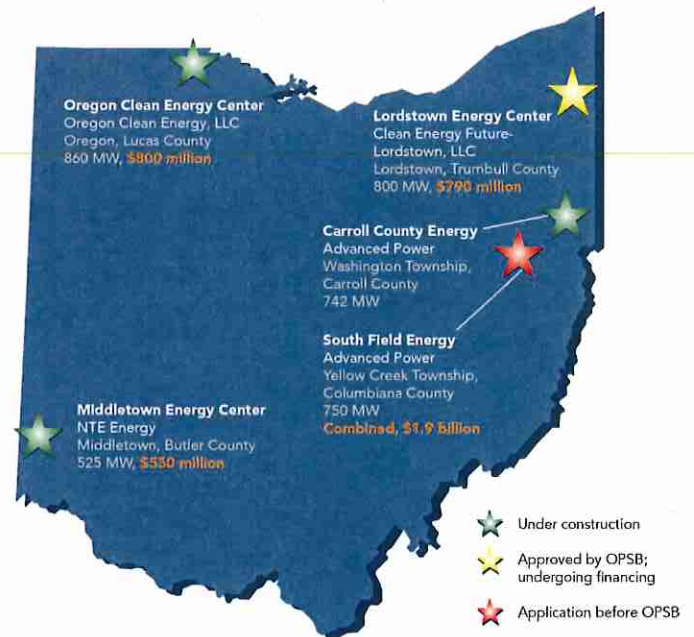 Oregon Clean Energy Center
Oregon Clean Energy, LLC
Oregon, Lucas County
860 MW, $800 million
Lordstown Energy Center
Clean Energy Future-
Lordstown, LLC
Lordstown, Trumbull County
800 MW, $790 million
Carroll County Energy
Advanced Power
Washington Township,
Carroll County
742 MW
South Field Energy
Advanced Power
Yellow Creek Township,
Columbiana County
750 MW
Combined, $1.9 billion
Middletown Energy Center
NTE Energy
Middletown, Butler County
525 MW, $550 million
Under construction
Approved by OPSB;
undergoing financing
Application before OPSB